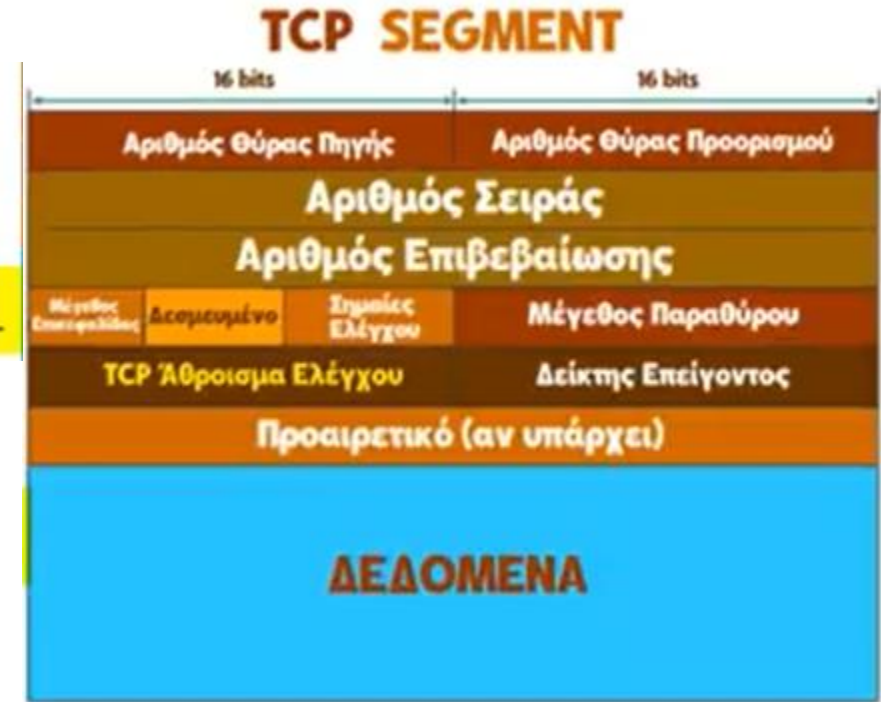 TCP SEGMENT
16 bits 16 bits
Αριθμός Θύρας Πηγής Αριθμός Θύρας Προορισμού
Αριθμός Σειράς
Αριθμός Επιβεβαίωσης
Μέγεθος Επικεφαλίδας Δεσμευμένο Σημαίες Ελέγχου Μέγεθος Παραθύρου
TCP Άθροισμα Ελέγχου Δείκτης Επείγοντος
Προαιρετικό (αν υπάρχει)
ΔΕΔΟΜΕΝΑ